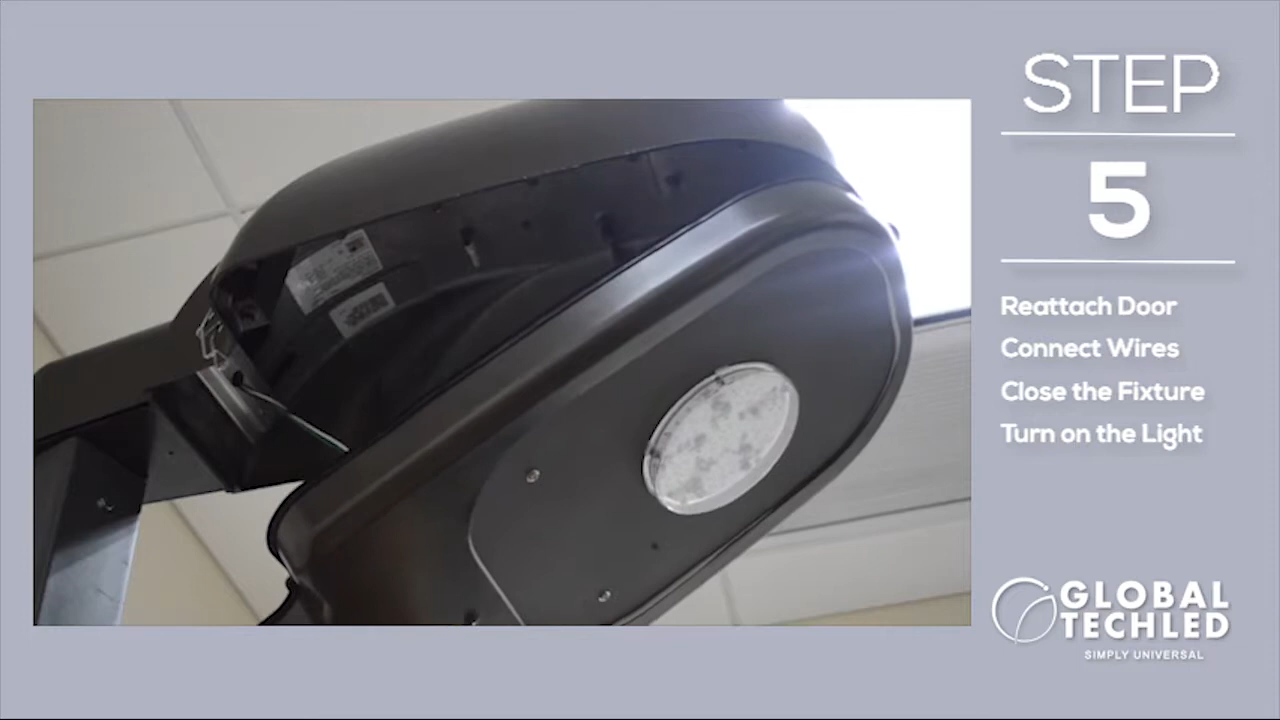 STEP
5
Reattach Door
Connect Wires
Close the Fixture
Turn on the Light
GLOBAL
TECHLED
SIMPLY UNIVERSAL